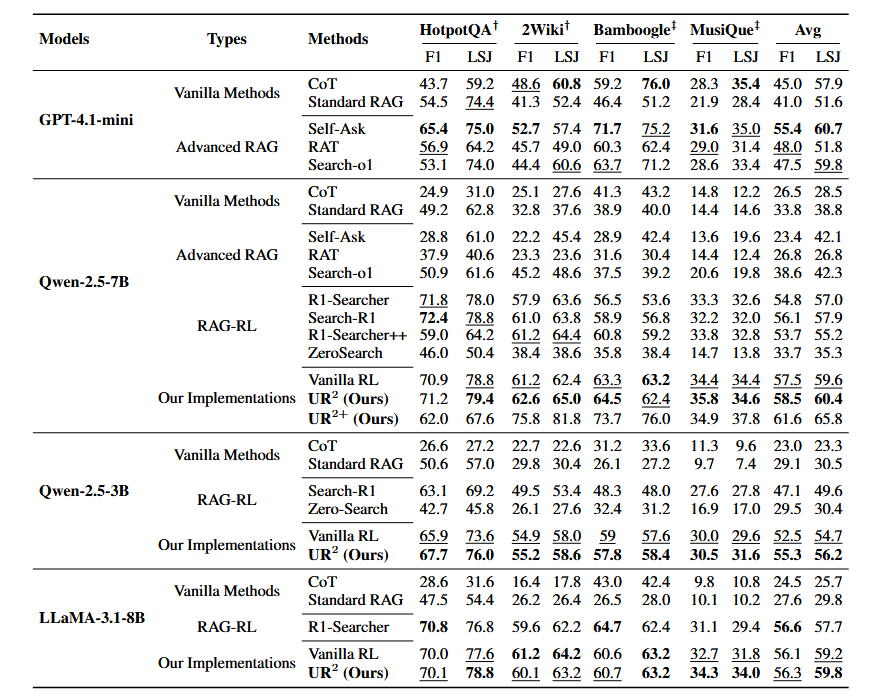 Models Types Methods HotpotQA† 2Wiki† Bamboogle‡ MusiQue‡ Avg
F1 LSJ F1 LSJ F1 LSJ F1 LSJ F1 LSJ
GPT-4.1-mini
Vanilla Methods
CoT 43.7 59.2 48.6 60.8 59.2 76.0 28.3 35.4 45.0 57.9
Standard RAG 54.5 74.4 41.3 52.4 46.4 51.2 21.9 28.4 41.0 51.6
Advanced RAG
Self-Ask 65.4 75.0 52.7 57.4 71.7 75.2 31.6 35.0 55.4 60.7
RAT 56.9 64.2 45.7 49.0 60.3 62.4 29.0 31.4 48.0 51.8
Search-o1 53.1 74.0 44.4 60.6 63.7 71.2 28.6 33.4 47.5 59.8
Qwen-2.5-7B
Vanilla Methods
CoT 24.9 31.0 25.1 27.6 41.3 43.2 14.8 12.2 26.5 28.5
Standard RAG 49.2 62.8 32.8 37.6 38.9 40.0 14.4 14.6 33.8 38.8
Advanced RAG
Self-Ask 28.8 61.0 22.2 45.4 28.9 42.4 13.6 19.6 23.4 42.1
RAT 37.9 40.6 23.3 23.6 31.6 30.4 14.4 12.4 26.8 26.8
Search-o1 50.9 61.6 45.2 48.6 37.5 39.2 20.6 19.8 38.6 42.3
RAG-RL
R1-Searcher 71.8 78.0 57.9 63.6 56.5 53.6 33.3 32.6 54.8 57.0
Search-R1 72.4 78.8 61.0 63.8 58.9 56.8 32.2 32.0 56.1 57.9
R1-Searcher++ 59.0 64.2 61.2 64.4 60.8 59.2 33.8 32.8 53.7 55.2
ZeroSearch 46.0 50.4 38.4 38.6 35.8 38.4 14.7 13.8 33.7 35.3
Our Implementations
Vanilla RL 70.9 78.8 61.2 62.4 63.3 63.2 34.4 34.4 57.5 59.6
UR² (Ours) 71.2 79.4 62.6 65.0 64.5 62.4 35.8 34.6 58.5 60.4
UR²⁺ (Ours) 62.0 67.6 75.8 81.8 73.7 76.0 34.9 37.8 61.6 65.8
Qwen-2.5-3B
Vanilla Methods
CoT 26.6 27.2 22.7 22.6 31.2 33.6 11.3 9.6 23.0 23.3
Standard RAG 50.6 57.0 29.8 30.4 26.1 27.2 9.7 7.4 29.1 30.5
RAG-RL
Search-R1 63.1 69.2 49.5 53.4 48.3 48.0 27.6 27.8 47.1 49.6
Zero-Search 42.7 45.8 26.1 27.6 32.4 31.2 16.9 17.0 29.5 30.4
Our Implementations
Vanilla RL 65.9 73.6 54.9 58.0 59 57.6 30.0 29.6 52.5 54.7
UR² (Ours) 67.7 76.0 55.2 58.6 57.8 58.4 30.5 31.6 55.3 56.2
LLaMA-3.1-8B
Vanilla Methods
CoT 28.6 31.6 16.4 17.8 43.0 42.4 9.8 10.8 24.5 25.7
Standard RAG 47.5 54.4 26.2 26.4 26.5 28.0 10.1 10.2 27.6 29.8
RAG-RL
R1-Searcher 70.8 76.8 59.6 62.2 64.7 62.4 31.1 29.4 56.6 57.7
Our Implementations
Vanilla RL 70.0 77.6 61.2 64.2 60.6 63.2 32.7 31.8 56.1 59.2
UR² (Ours) 70.1 78.8 60.1 63.2 60.7 63.2 34.3 34.0 56.3 59.8